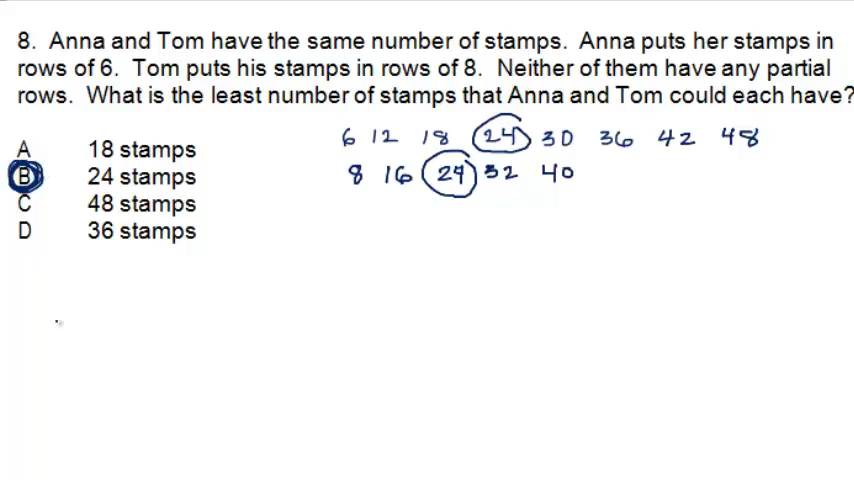 8. Anna and Tom have the same number of stamps. Anna puts her stamps in
rows of 6. Tom puts his stamps in rows of 8. Neither of them have any partial
rows. What is the least number of stamps that Anna and Tom could each have?
6 12 18 24 30 36 42 48
A 18 stamps
B 24 stamps
8 16 24 32 40
C 48 stamps
D 36 stamps